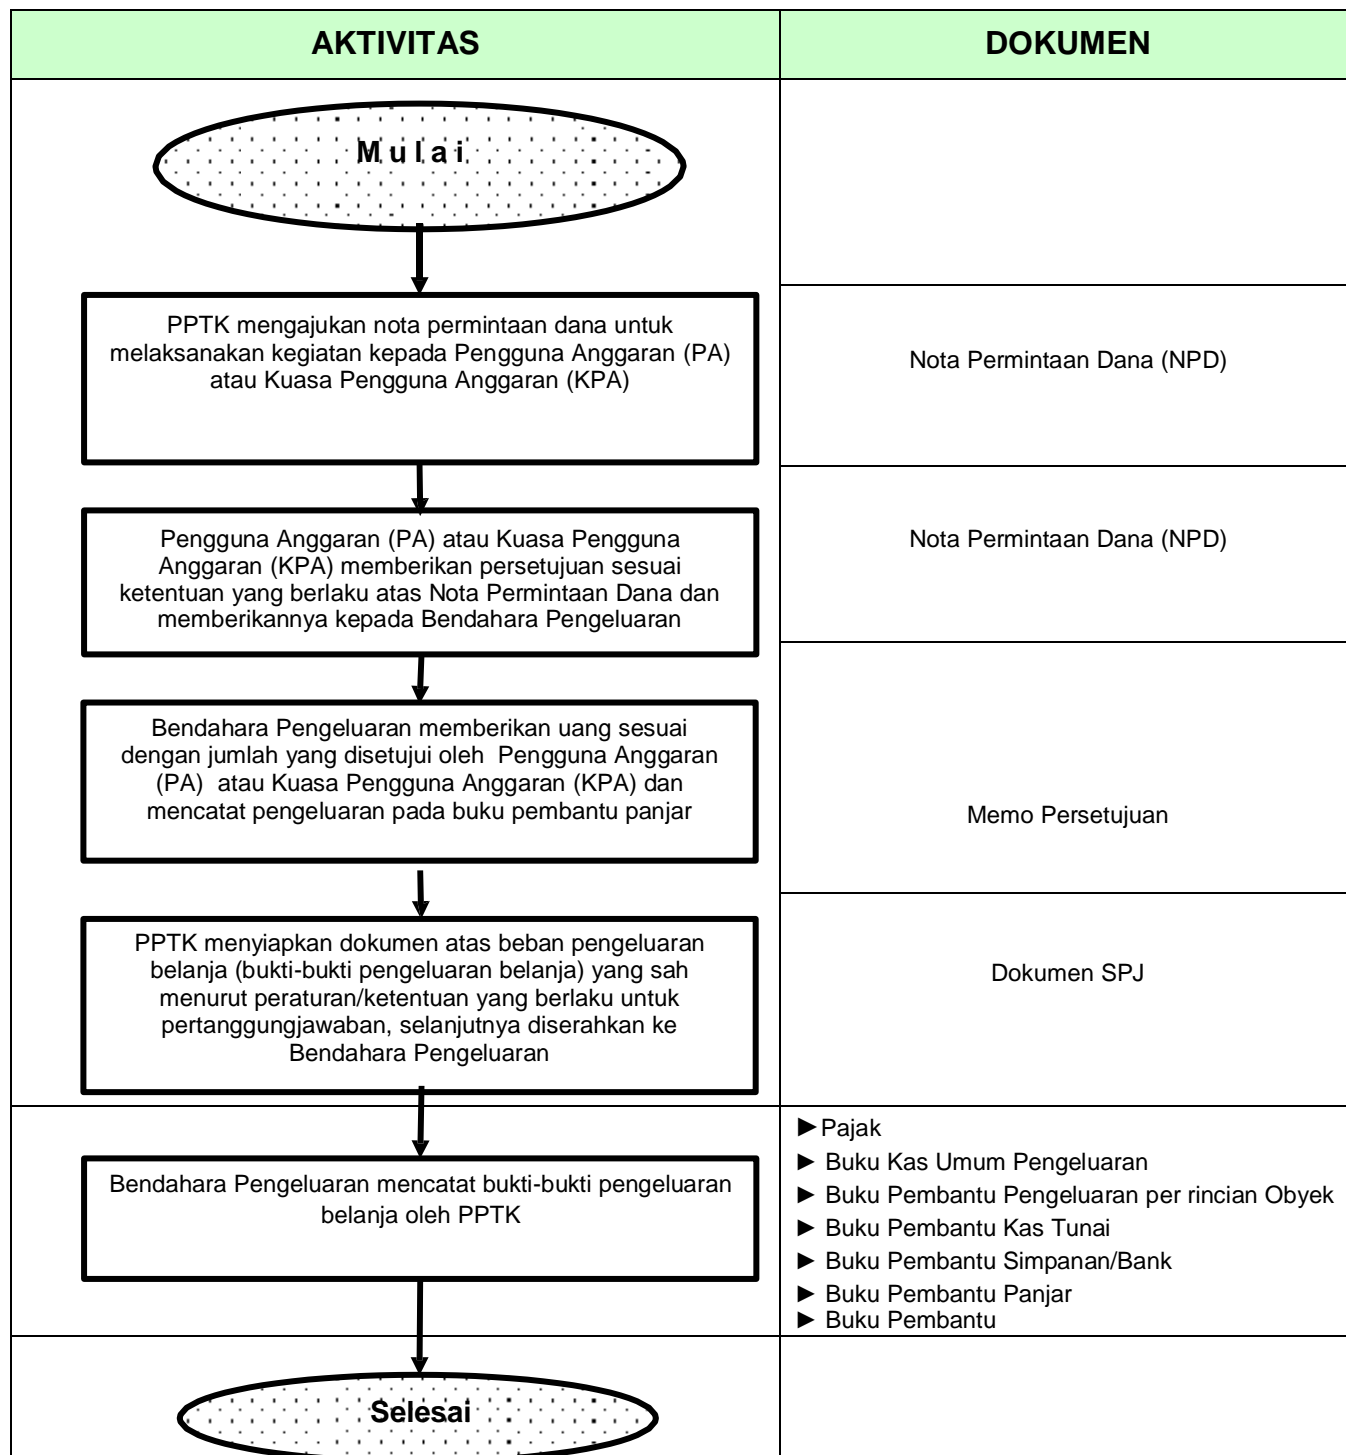 AKTIVITAS
DOKUMEN
Mulai
PPTK mengajukan nota permintaan dana untuk
melaksanakan kegiatan kepada Pengguna Anggaran (PA)
atau Kuasa Pengguna Anggaran (KPA)
Nota Permintaan Dana (NPD)
Pengguna Anggaran (PA) atau Kuasa Pengguna
Anggaran (KPA) memberikan persetujuan sesuai
ketentuan yang berlaku atas Nota Permintaan Dana dan
memberikannya kepada Bendahara Pengeluaran
Nota Permintaan Dana (NPD)
Bendahara Pengeluaran memberikan uang sesuai
dengan jumlah yang disetujui oleh Pengguna Anggaran
(PA) atau Kuasa Pengguna Anggaran (KPA) dan
mencatat pengeluaran pada buku pembantu panjar
Memo Persetujuan
PPTK menyiapkan dokumen atas beban pengeluaran
belanja (bukti-bukti pengeluaran belanja) yang sah
menurut peraturan/ketentuan yang berlaku untuk
pertanggungjawaban, selanjutnya diserahkan ke
Bendahara Pengeluaran
Dokumen SPJ
Bendahara Pengeluaran mencatat bukti-bukti pengeluaran
belanja oleh PPTK
►Pajak
► Buku Kas Umum Pengeluaran
► Buku Pembantu Pengeluaran per rincian Obyek
► Buku Pembantu Kas Tunai
► Buku Pembantu Simpanan/Bank
► Buku Pembantu Panjar
► Buku Pembantu
Selesai